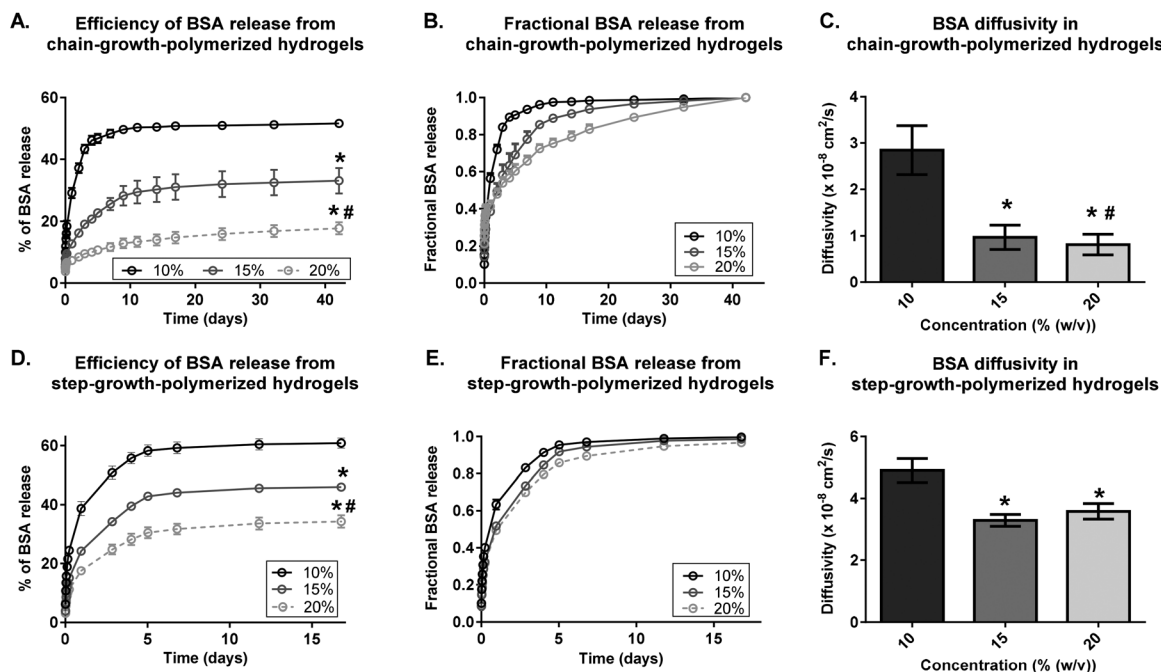 A.
Efficiency of BSA release from
chain-growth-polymerized hydrogels
% of BSA release
60
40
20
0
10% 15% 20%
* 
* #
0 10 20 30 40
Time (days)
B.
Fractional BSA release from
chain-growth-polymerized hydrogels
Fractional BSA release
1.0
0.8
0.6
0.4
0.2
0.0
10%
15%
20%
0 10 20 30 40
Time (days)
C.
BSA diffusivity in
chain-growth-polymerized hydrogels
Diffusivity (x 10-8 cm2/s)
4
3
2
1
0
*
* #
10 15 20
Concentration (% (w/v))
D.
Efficiency of BSA release from
step-growth-polymerized hydrogels
% of BSA release
60
40
20
0
*
*#
10%
15%
20%
0 5 10 15
Time (days)
E.
Fractional BSA release from
step-growth-polymerized hydrogels
Fractional BSA release
1.0
0.8
0.6
0.4
0.2
0.0
10%
15%
20%
0 5 10 15
Time (days)
F.
BSA diffusivity in
step-growth-polymerized hydrogels
Diffusivity (x 10-8 cm2/s)
6
4
2
0
*
*
10 15 20
Concentration (% (w/v))